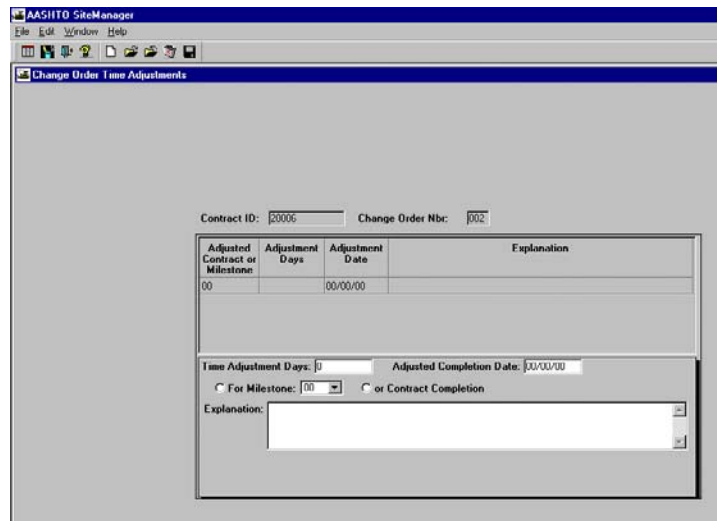 AASHTO SiteManager
File Edit Window Help
Change Order Time Adjustments
Contract ID: 20006 Change Order Nbr: 002
Adjusted Contract or Milestone Adjustment Days Adjustment Date Explanation
00 00/00/00
Time Adjustment Days: 0 Adjusted Completion Date: 00/00/00
For Milestone: 00 or Contract Completion
Explanation: